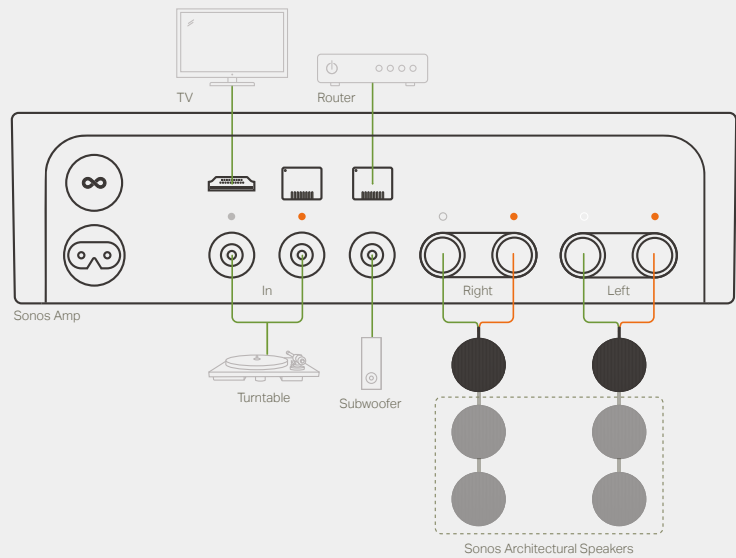 TV
Router
In
Right
Left
Sonos Amp
Turntable
Subwoofer
Sonos Architectural Speakers